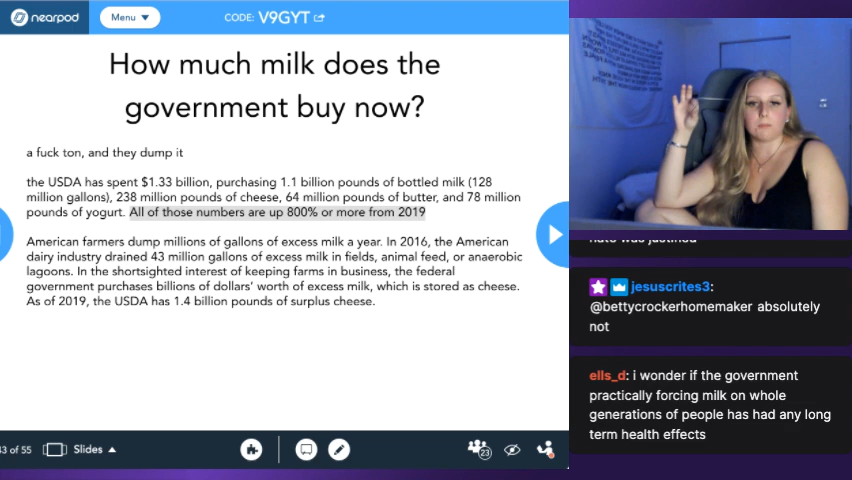 nearpod
Menu ▼
CODE: V9GYT
How much milk does the
government buy now?
a fuck ton, and they dump it
the USDA has spent $1.33 billion, purchasing 1.1 billion pounds of bottled milk (128
million gallons), 238 million pounds of cheese, 64 million pounds of butter, and 78 million
pounds of yogurt. All of those numbers are up 800% or more from 2019
American farmers dump millions of gallons of excess milk a year. In 2016, the American
dairy industry drained 43 million gallons of excess milk in fields, animal feed, or anaerobic
lagoons. In the shortsighted interest of keeping farms in business, the federal
government purchases billions of dollars' worth of excess milk, which is stored as cheese.
As of 2019, the USDA has 1.4 billion pounds of surplus cheese.
43 of 55
Slides ▲
23
hate was justified
jesuscrites3:
@bettycrockerhomemaker absolutely
not
ells_d: i wonder if the government
practically forcing milk on whole
generations of people has had any long
term health effects